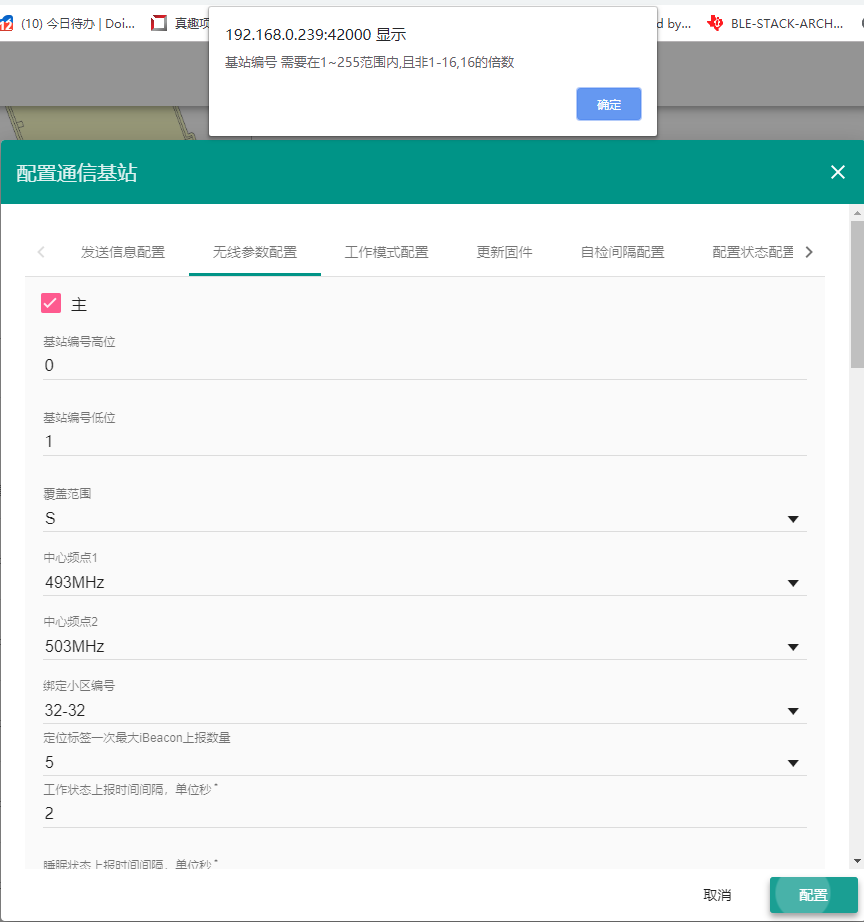 (10) 今日待办 | Doi...
真趣项
d by...
BLE-STACK-ARCH...
192.168.0.239:42000 显示
基站编号 需要在1~255范围内,且非1-16,16的倍数
确定
配置通信基站
发送信息配置
无线参数配置
工作模式配置
更新固件
自检间隔配置
配置状态配置
主
基站编号高位
0
基站编号低位
1
覆盖范围
S
中心频点1
493MHz
中心频点2
503MHz
绑定小区编号
32-32
定位标签一次最大iBeacon上报数量
5
工作状态上报时间间隔，单位秒 *
2
睡眠状态上报时间间隔，单位秒 *
取消
配置